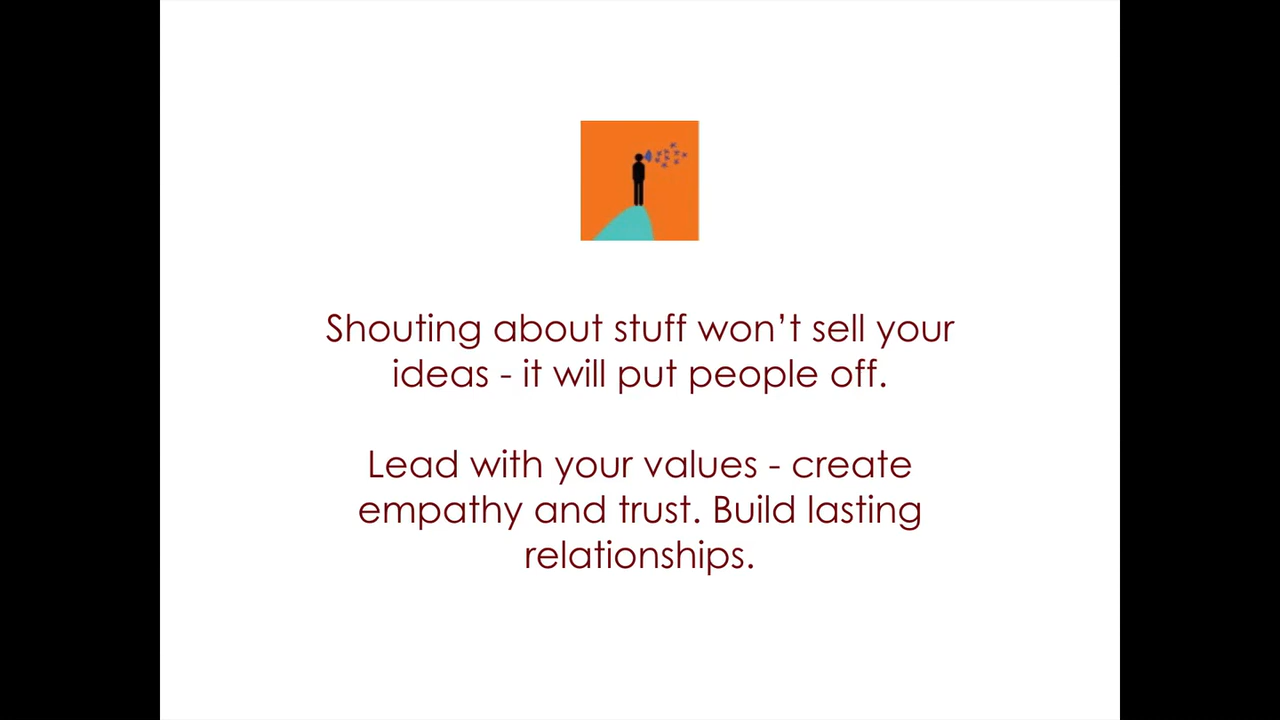 Shouting about stuff won’t sell your
ideas - it will put people off.
Lead with your values - create
empathy and trust. Build lasting
relationships.